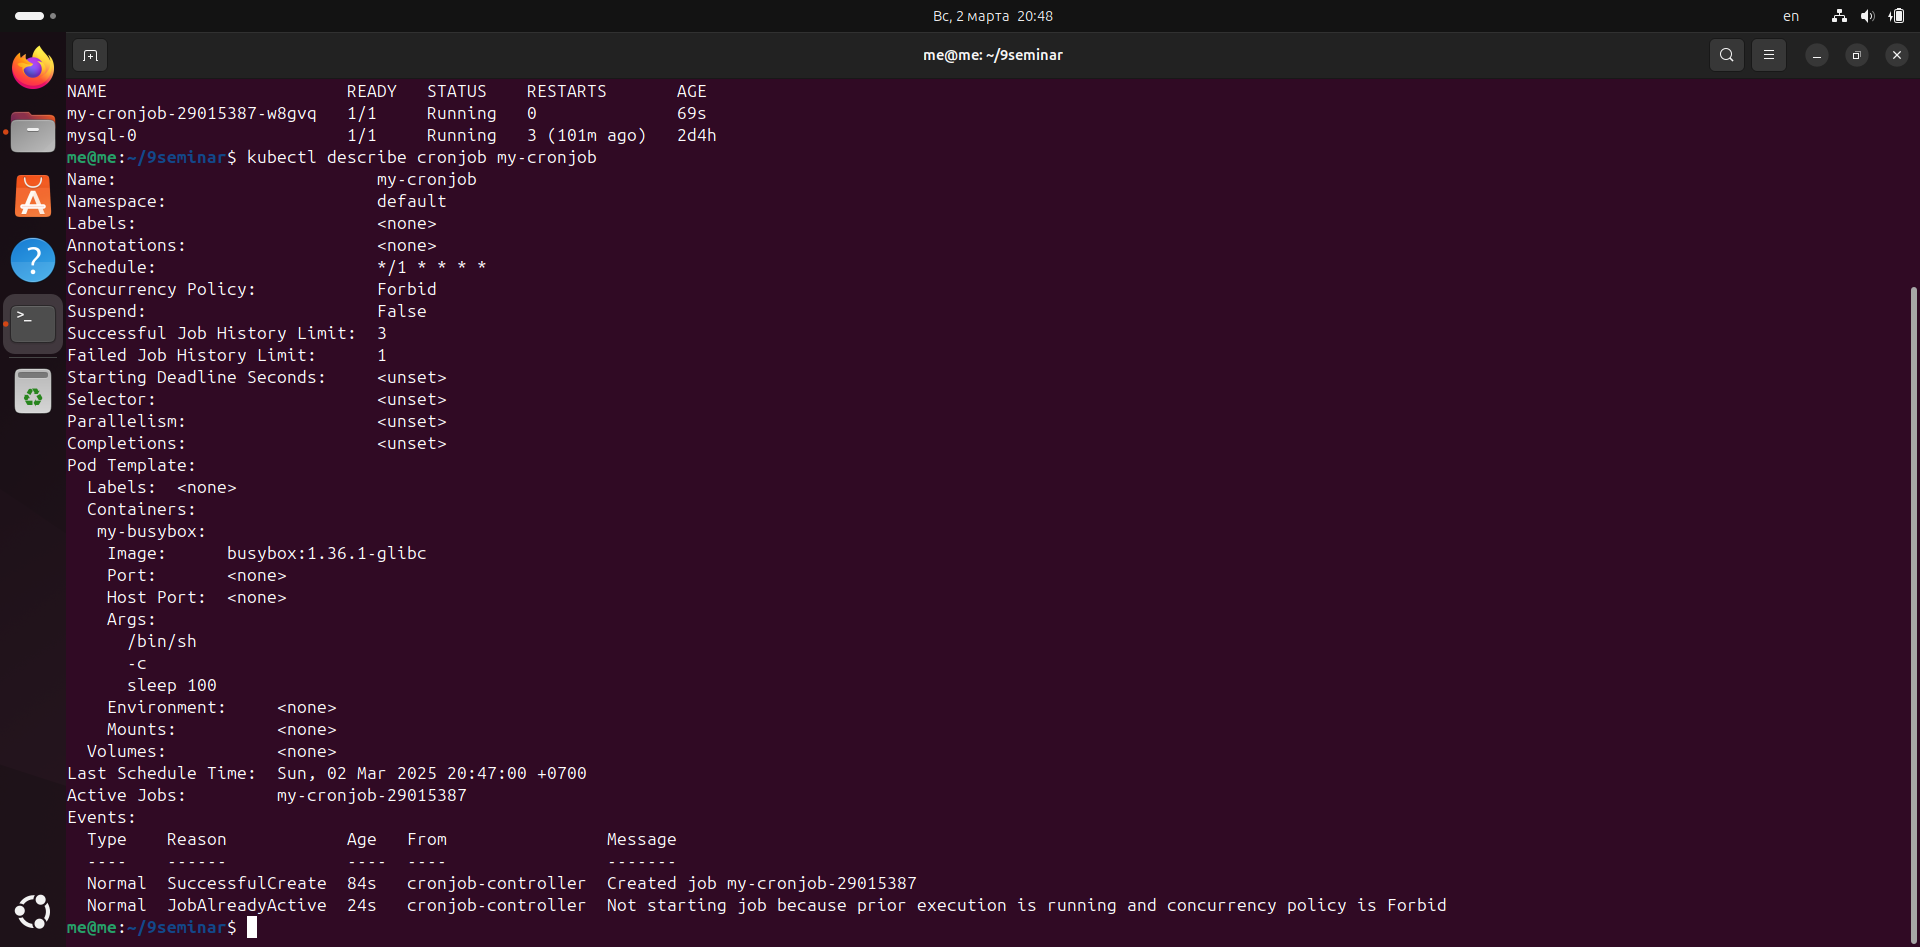 Вс, 2 марта 20:48
en
me@me: ~/9seminar
NAME READY STATUS RESTARTS AGE
my-cronjob-29015387-w8gvq 1/1 Running 0 69s
mysql-0 1/1 Running 3 (101m ago) 2d4h
me@me:~/9seminar$ kubectl describe cronjob my-cronjob
Name: my-cronjob
Namespace: default
Labels: <none>
Annotations: <none>
Schedule: */1 * * * *
Concurrency Policy: Forbid
Suspend: False
Successful Job History Limit: 3
Failed Job History Limit: 1
Starting Deadline Seconds: <unset>
Selector: <unset>
Parallelism: <unset>
Completions: <unset>
Pod Template:
Labels: <none>
Containers:
my-busybox:
Image: busybox:1.36.1-glibc
Port: <none>
Host Port: <none>
Args:
/bin/sh
-c
sleep 100
Environment: <none>
Mounts: <none>
Volumes: <none>
Last Schedule Time: Sun, 02 Mar 2025 20:47:00 +0700
Active Jobs: my-cronjob-29015387
Events:
Type Reason Age From Message
---- ------ ---- ---- -------
Normal SuccessfulCreate 84s cronjob-controller Created job my-cronjob-29015387
Normal JobAlreadyActive 24s cronjob-controller Not starting job because prior execution is running and concurrency policy is Forbid
me@me:~/9seminar$